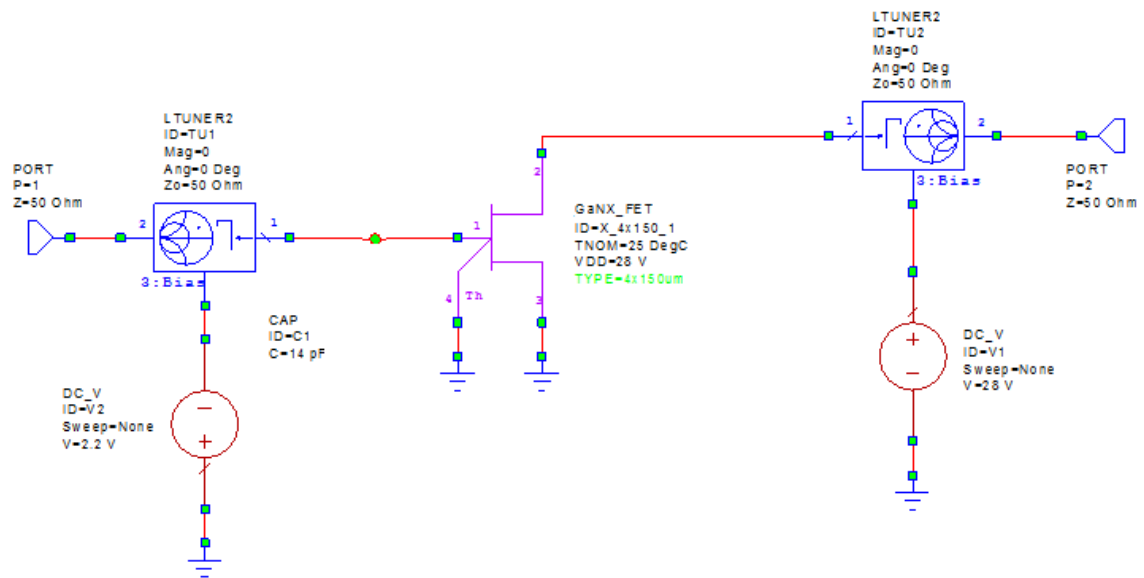 LTUNER2
ID=TU2
Mag=0
Ang=0 Deg
Zo=50 Ohm
1
2
3:Bias
PORT
P=2
Z=50 Ohm
LTUNER2
ID=TU1
Mag=0
Ang=0 Deg
Zo=50 Ohm
PORT
P=1
Z=50 Ohm
2
1
3:Bias
2
1
4
Th
3
GaNX_FET
ID=X_4x150_1
TNOM=25 DegC
VDD=28 V
TYPE=4x150um
CAP
ID=C1
C=14 pF
DC_V
ID=V2
Sweep=None
V=2.2 V
DC_V
ID=V1
Sweep=None
V=28 V